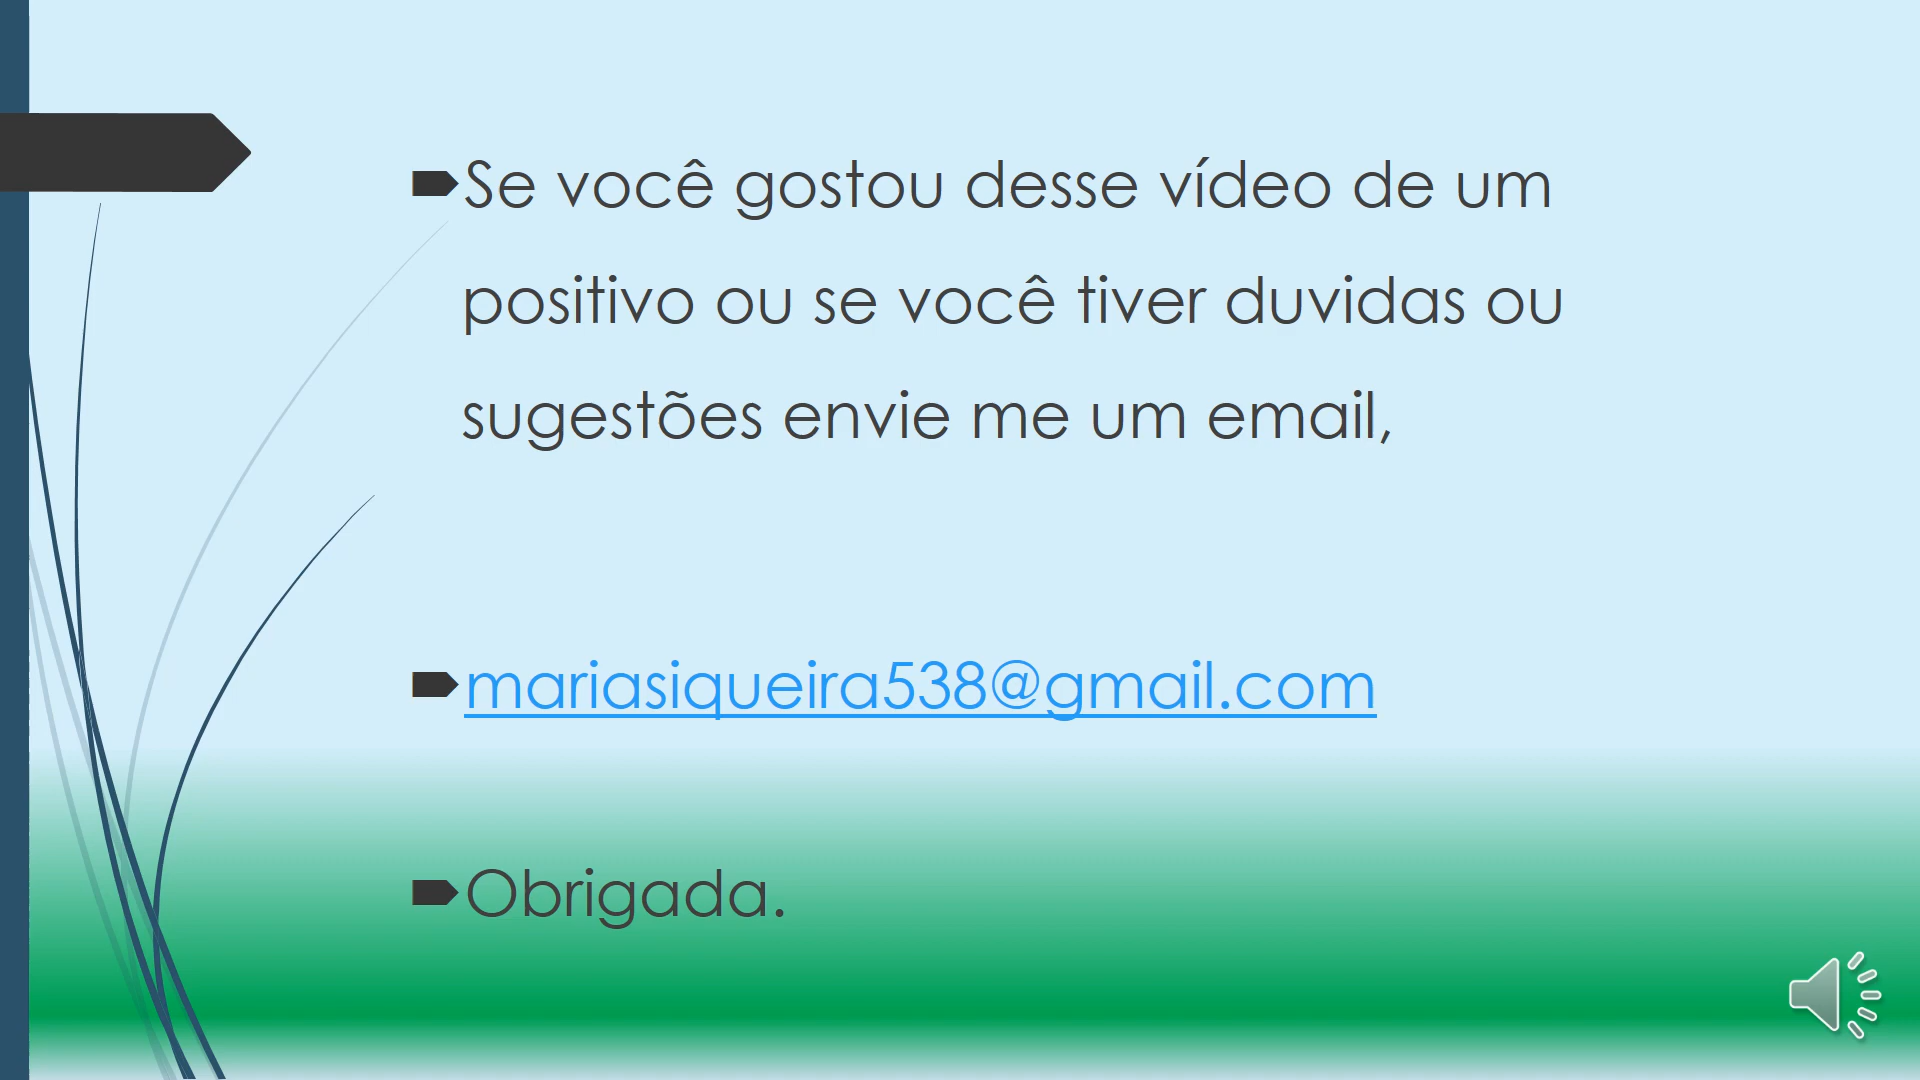 Se você gostou desse vídeo de um
positivo ou se você tiver duvidas ou
sugestões envie me um email,
mariasiqueira538@gmail.com
Obrigada.